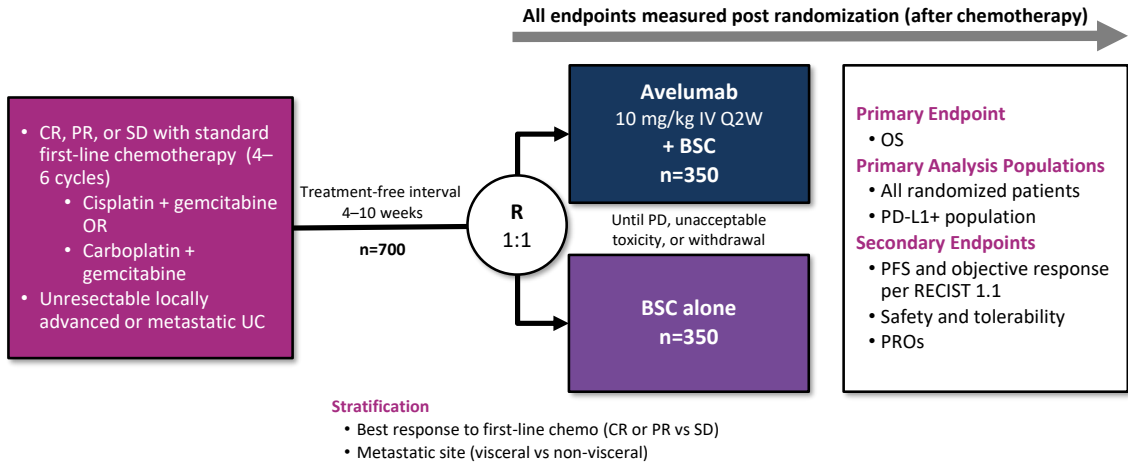 All endpoints measured post randomization (after chemotherapy)
• CR, PR, or SD with standard
first-line chemotherapy (4–
6 cycles)
• Cisplatin + gemcitabine
OR
• Carboplatin +
gemcitabine
• Unresectable locally
advanced or metastatic UC
Treatment-free interval
4–10 weeks
n=700
R
1:1
Avelumab
10 mg/kg IV Q2W
+ BSC
n=350
Until PD, unacceptable
toxicity, or withdrawal
BSC alone
n=350
Primary Endpoint
• OS
Primary Analysis Populations
• All randomized patients
• PD-L1+ population
Secondary Endpoints
• PFS and objective response
per RECIST 1.1
• Safety and tolerability
• PROs
Stratification
• Best response to first-line chemo (CR or PR vs SD)
• Metastatic site (visceral vs non-visceral)